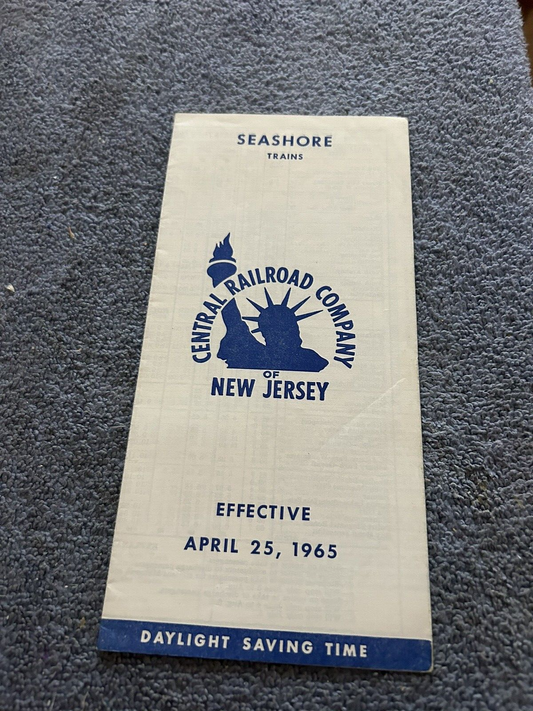 SEASHORE
TRAINS
CENTRAL RAILROAD COMPANY
OF
NEW JERSEY
EFFECTIVE
APRIL 25, 1965
DAYLIGHT SAVING TIME